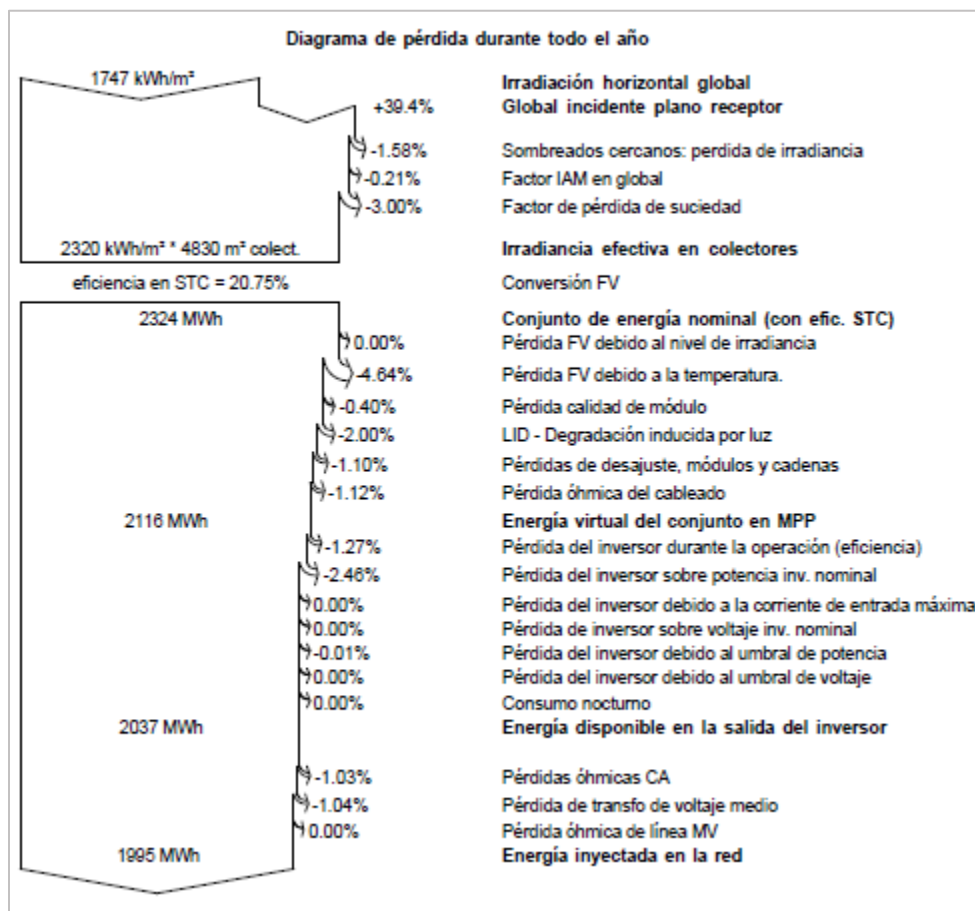 Diagrama de pérdida durante todo el año
1747 kWh/m² Irradiación horizontal global
+39.4% Global incidente plano receptor
-1.58% Sombreados cercanos: perdida de irradiancia
-0.21% Factor IAM en global
-3.00% Factor de pérdida de suciedad
2320 kWh/m² * 4830 m² colect. Irradiancia efectiva en colectores
eficiencia en STC = 20.75% Conversión FV
2324 MWh Conjunto de energía nominal (con efic. STC)
0.00% Pérdida FV debido al nivel de irradiancia
-4.64% Pérdida FV debido a la temperatura.
-0.40% Pérdida calidad de módulo
-2.00% LID - Degradación inducida por luz
-1.10% Pérdidas de desajuste, módulos y cadenas
-1.12% Pérdida óhmica del cableado
2116 MWh Energía virtual del conjunto en MPP
-1.27% Pérdida del inversor durante la operación (eficiencia)
-2.46% Pérdida del inversor sobre potencia inv. nominal
0.00% Pérdida del inversor debido a la corriente de entrada máxima
0.00% Pérdida de inversor sobre voltaje inv. nominal
-0.01% Pérdida del inversor debido al umbral de potencia
0.00% Pérdida del inversor debido al umbral de voltaje
0.00% Consumo nocturno
2037 MWh Energía disponible en la salida del inversor
-1.03% Pérdidas óhmicas CA
-1.04% Pérdida de transfo de voltaje medio
0.00% Pérdida óhmica de línea MV
1995 MWh Energía inyectada en la red